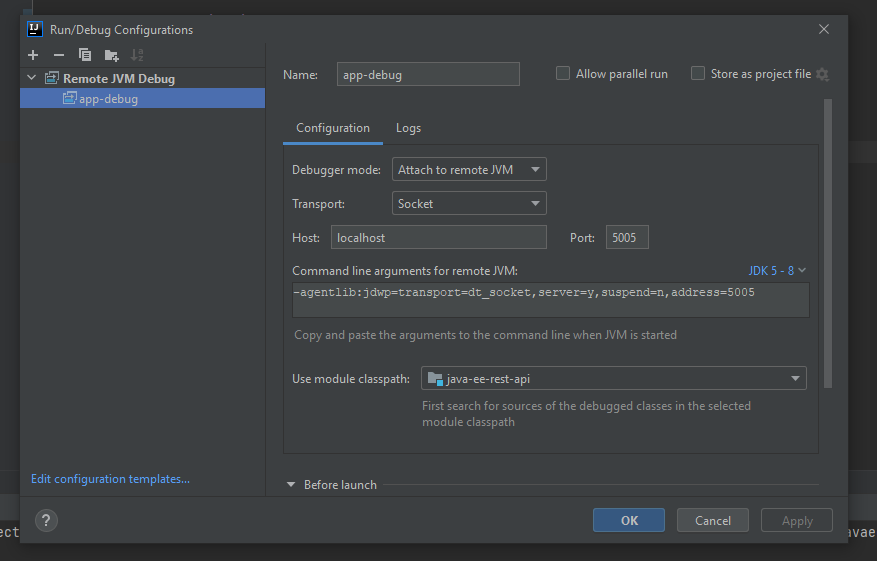 IJ Run/Debug Configurations
Remote JVM Debug
app-debug
Edit configuration templates...
Name: app-debug Allow parallel run Store as project file
Configuration Logs
Debugger mode: Attach to remote JVM
Transport: Socket
Host: localhost Port: 5005
Command line arguments for remote JVM: JDK 5 - 8
-agentlib:jdwp=transport=dt_socket,server=y,suspend=n,address=5005
Copy and paste the arguments to the command line when JVM is started
Use module classpath: java-ee-rest-api
First search for sources of the debugged classes in the selected
module classpath
Before launch
? OK Cancel Apply
ect javae